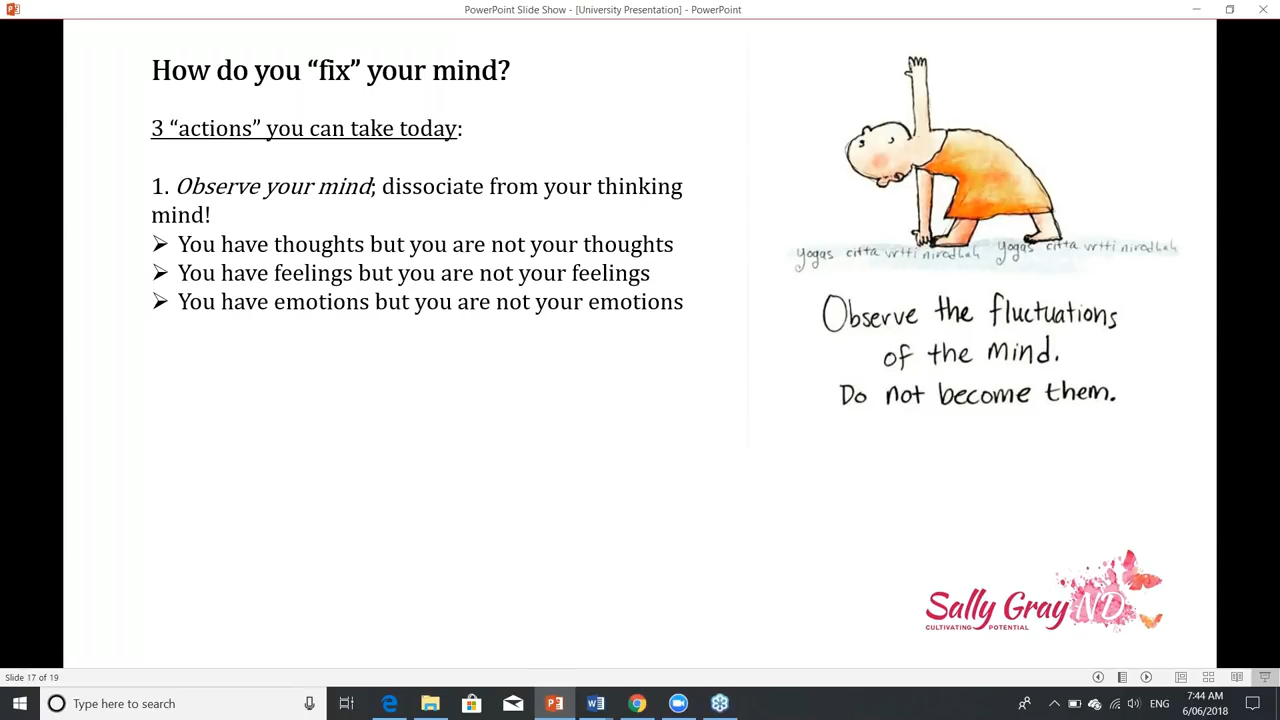 PowerPoint Slide Show - [University Presentation] - PowerPoint
How do you “fix” your mind?
3 “actions” you can take today:
1. Observe your mind; dissociate from your thinking
mind!
➢ You have thoughts but you are not your thoughts
➢ You have feelings but you are not your feelings
➢ You have emotions but you are not your emotions
yogas citta vrtti nirodhah yogas citta vrtti nirodhah
Observe the fluctuations
of the mind.
Do not become them.
Sally Gray ND
CULTIVATING POTENTIAL
Slide 17 of 19
Type here to search
ENG
7:44 AM
6/06/2018